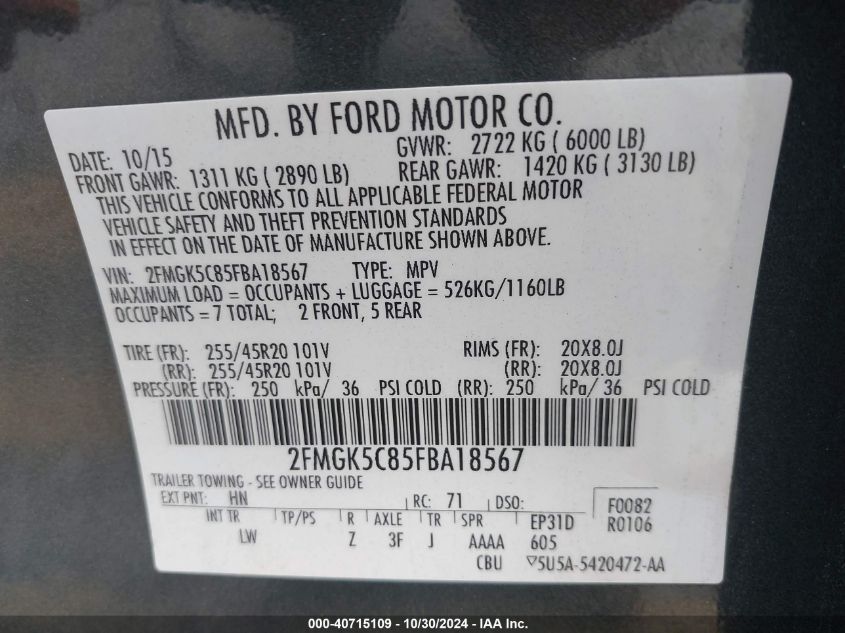 MFD. BY FORD MOTOR CO.
DATE: 10/15 GVWR: 2722 KG ( 6000 LB)
FRONT GAWR: 1311 KG ( 2890 LB) REAR GAWR: 1420 KG ( 3130 LB)
THIS VEHICLE CONFORMS TO ALL APPLICABLE FEDERAL MOTOR
VEHICLE SAFETY AND THEFT PREVENTION STANDARDS
IN EFFECT ON THE DATE OF MANUFACTURE SHOWN ABOVE.
VIN: 2FMGK5C85FBA18567 TYPE: MPV
MAXIMUM LOAD = OCCUPANTS + LUGGAGE = 526KG/1160LB
OCCUPANTS = 7 TOTAL; 2 FRONT, 5 REAR
TIRE (FR): 255/45R20 101V RIMS (FR): 20X8.0J
(RR): 255/45R20 101V (RR): 20X8.0J
PRESSURE (FR): 250 kPa/ 36 PSI COLD (RR): 250 kPa/ 36 PSI COLD
2FMGK5C85FBA18567
TRAILER TOWING - SEE OWNER GUIDE
EXT PNT: HN RC: 71 DSO: F0082
INT TR TP/PS R AXLE TR SPR EP31D R0106
LW Z 3F J AAAA 605
CBU ▽5U5A-5420472-AA
000-40715109 - 10/30/2024 - IAA Inc.